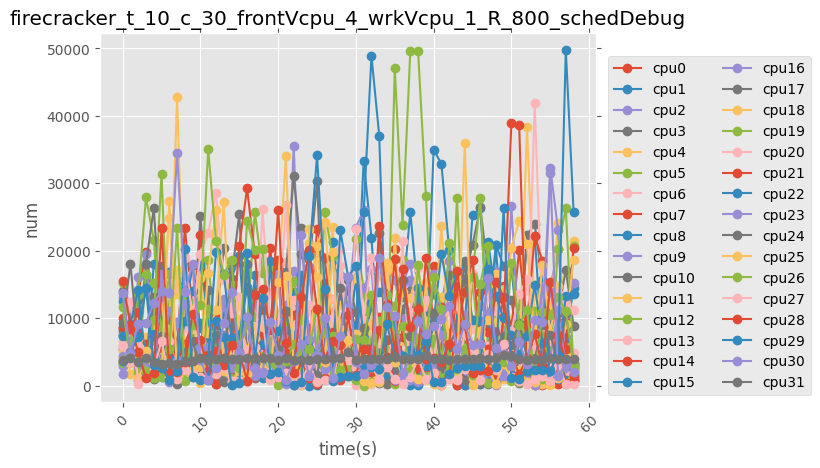 firecracker_t_10_c_30_frontVcpu_4_wrkVcpu_1_R_800_schedDebug
50000
40000
30000
20000
10000
0
num
0
10
20
30
40
50
60
time(s)
cpu0
cpu1
cpu2
cpu3
cpu4
cpu5
cpu6
cpu7
cpu8
cpu9
cpu10
cpu11
cpu12
cpu13
cpu14
cpu15
cpu16
cpu17
cpu18
cpu19
cpu20
cpu21
cpu22
cpu23
cpu24
cpu25
cpu26
cpu27
cpu28
cpu29
cpu30
cpu31